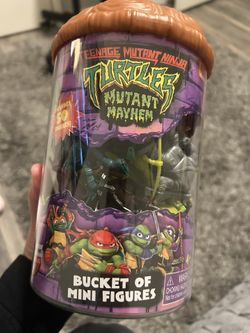 TEENAGE MUTANT NINJA
TURTLES
MUTANT
MAYHEM
BUCKET OF
MINI FIGURES